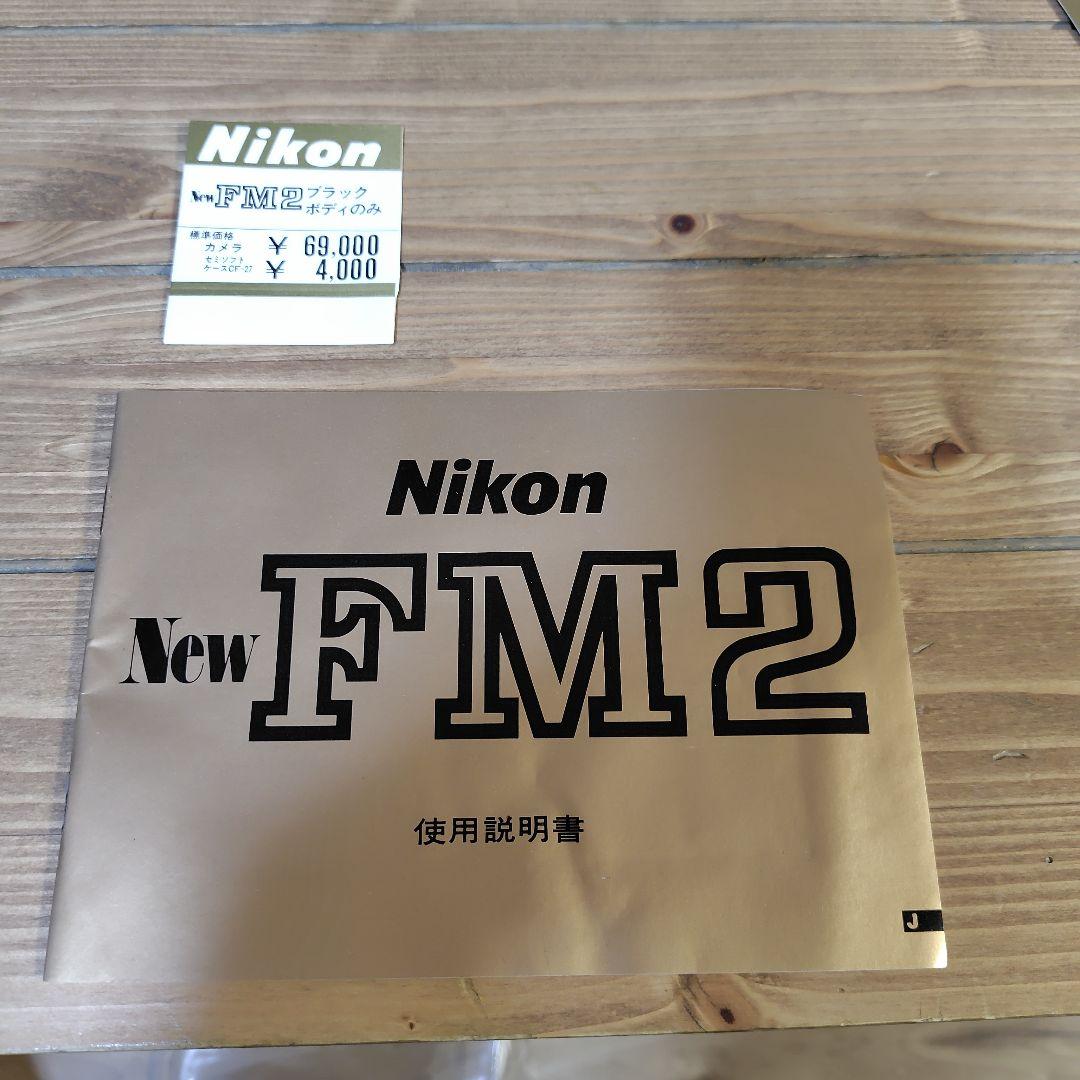 Nikon
New FM2 ブラック
ボディのみ
標準価格
カメラ ¥ 69,000
セミソフト
ケースCF-27 ¥ 4,000
Nikon
New FM2
使用説明書
J